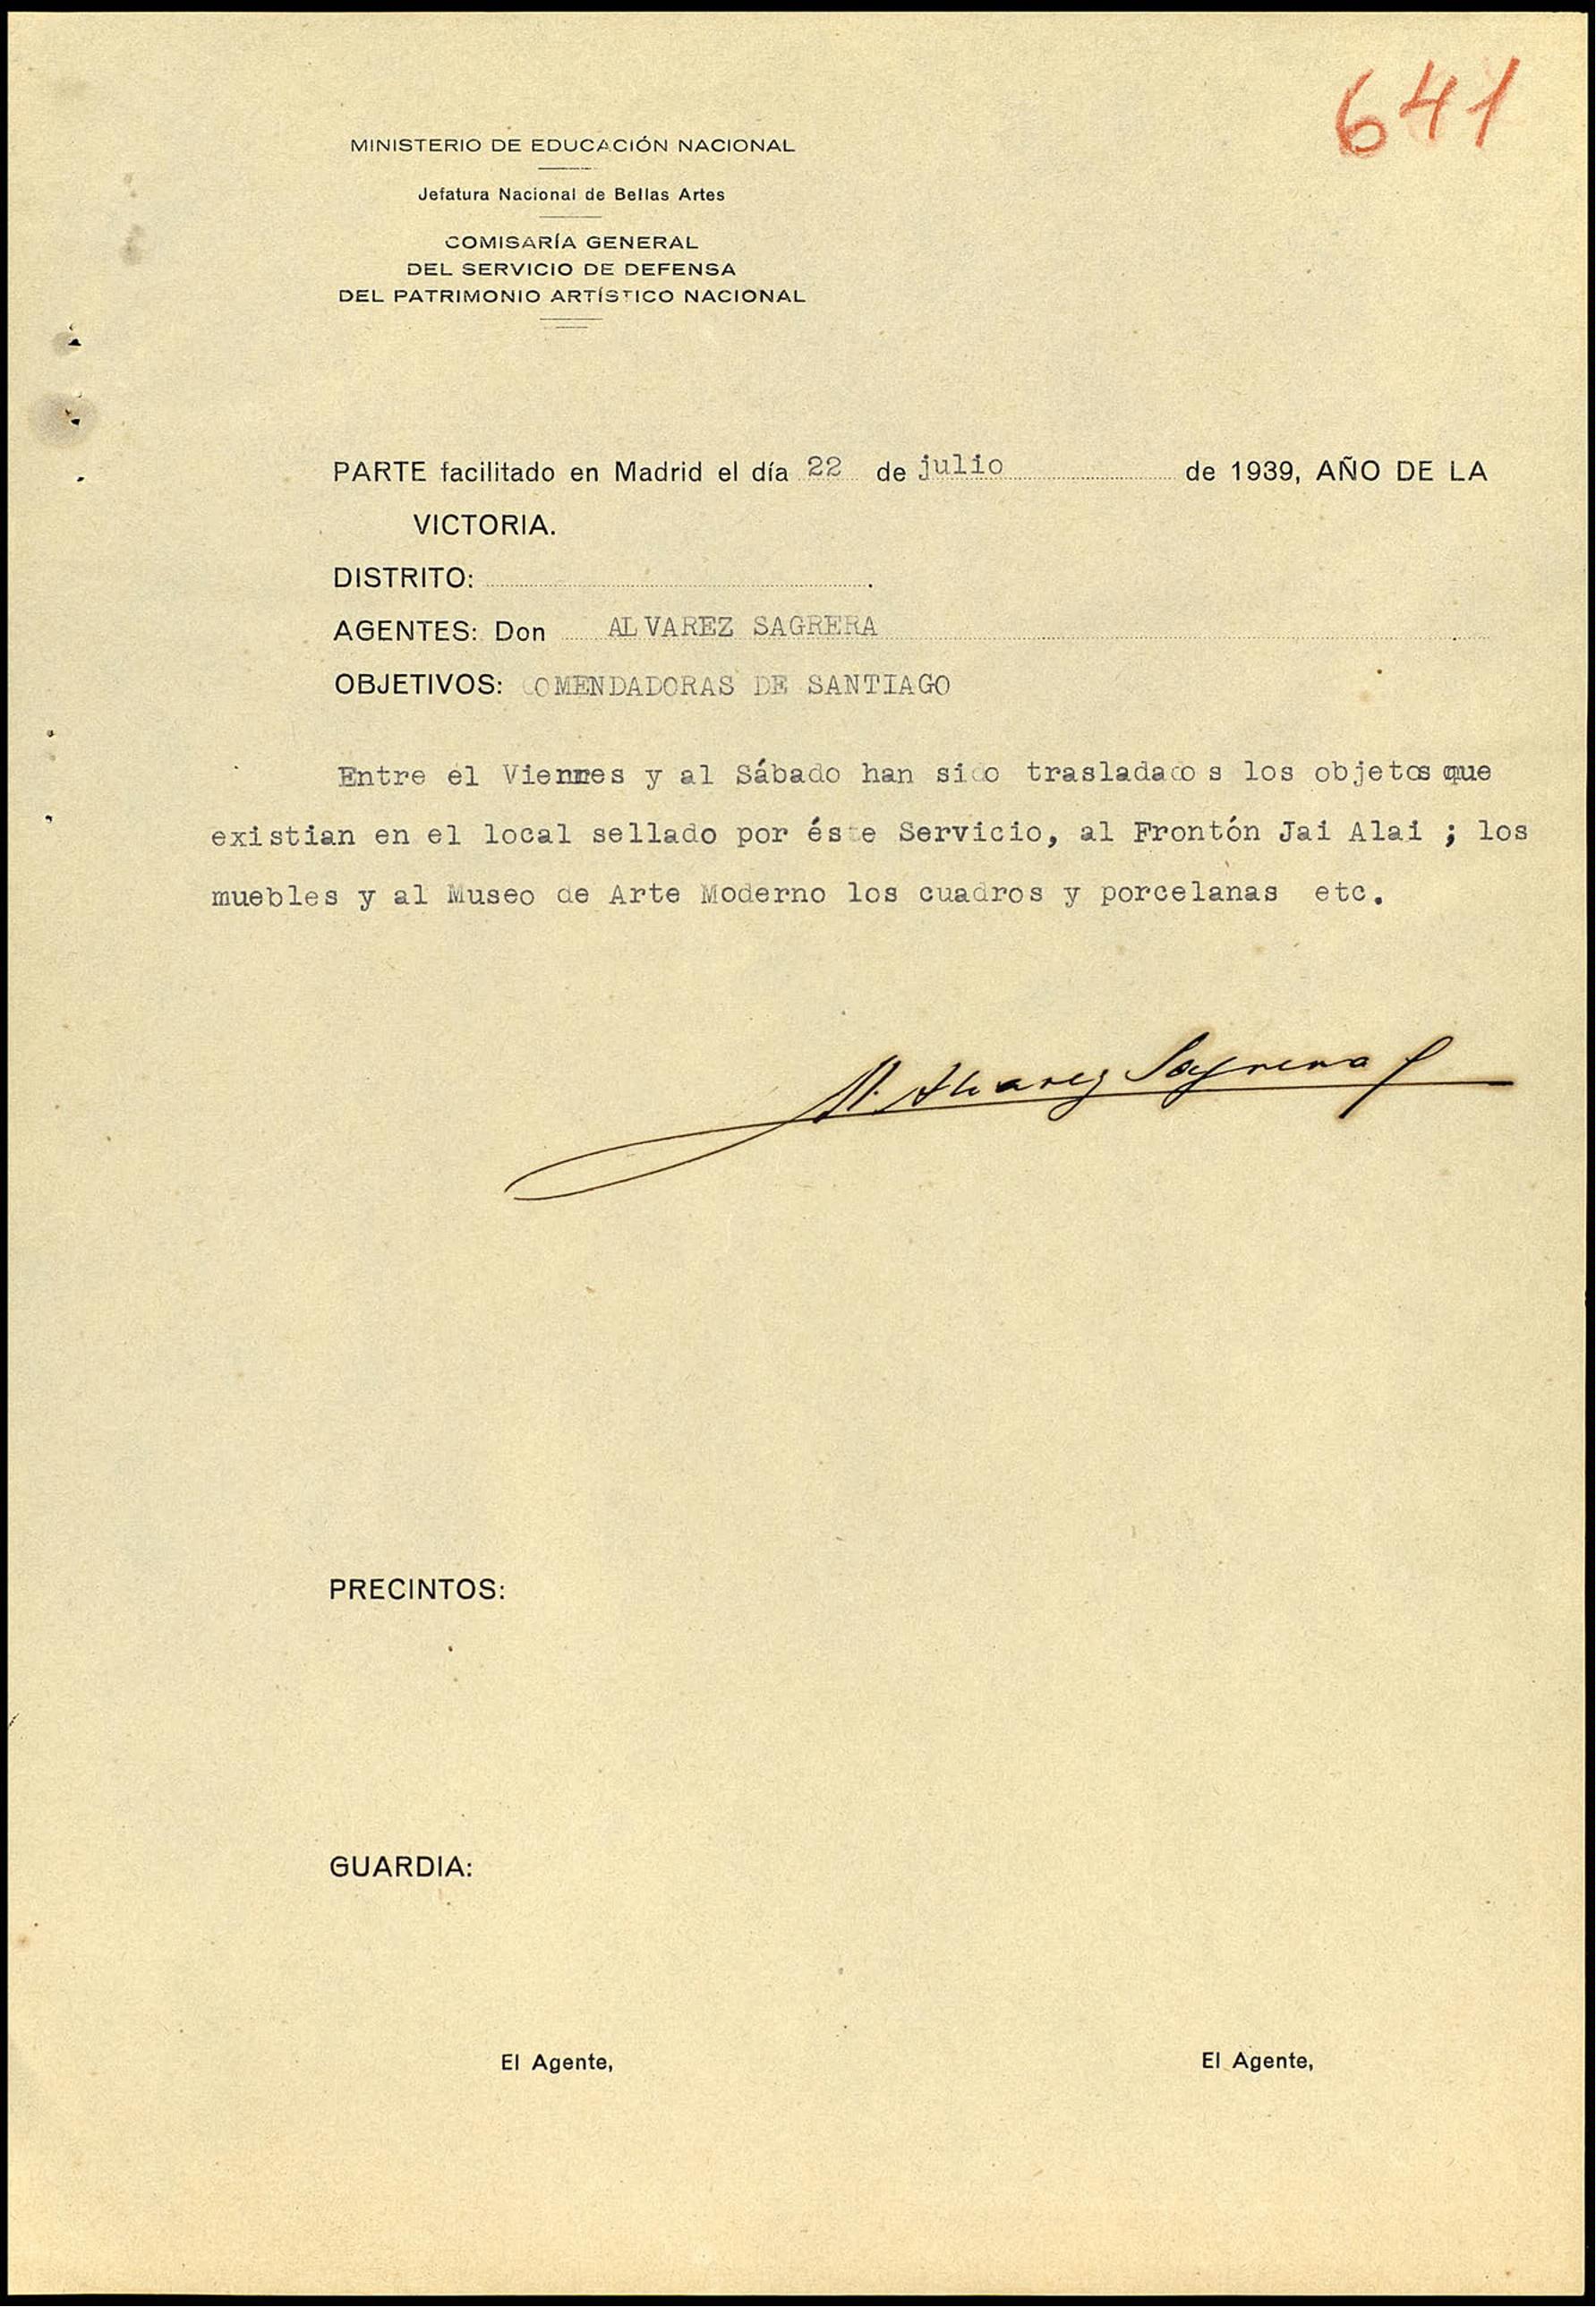 641
MINISTERIO DE EDUCACIÓN NACIONAL
Jefatura Nacional de Bellas Artes
COMISARÍA GENERAL
DEL SERVICIO DE DEFENSA
DEL PATRIMONIO ARTÍSTICO NACIONAL
PARTE facilitado en Madrid el día 22 de julio de 1939, AÑO DE LA
VICTORIA.
DISTRITO:
AGENTES: Don ALVAREZ SAGRERA
OBJETIVOS: COMENDADORAS DE SANTIAGO
Entre el Viennes y al Sábado han sido trasladados los objetos que
existian en el local sellado por éste Servicio, al Frontón Jai Alai ; los
muebles y al Museo de Arte Moderno los cuadros y porcelanas etc.
M. Alvarez Sagrera
PRECINTOS:
GUARDIA:
El Agente, El Agente,